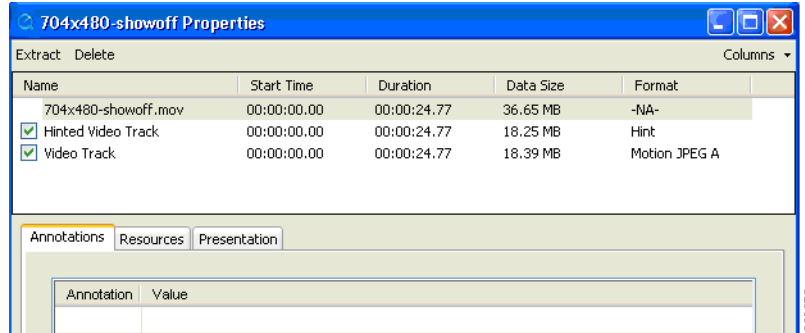 704x480-showoff Properties
Extract Delete Columns
Name Start Time Duration Data Size Format
704x480-showoff.mov 00:00:00.00 00:00:24.77 36.65 MB -NA-
Hinted Video Track 00:00:00.00 00:00:24.77 18.25 MB Hint
Video Track 00:00:00.00 00:00:24.77 18.39 MB Motion JPEG A
Annotations Resources Presentation
Annotation Value